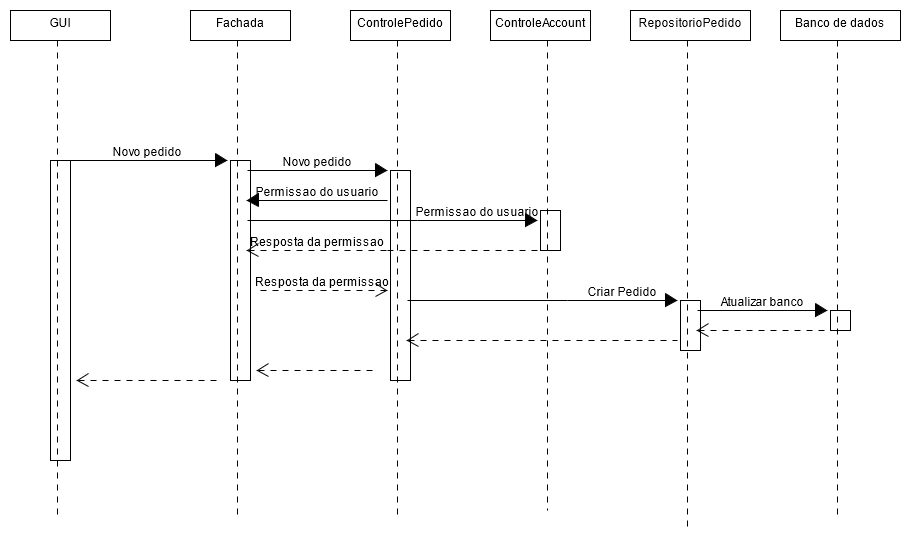 GUI
Fachada
ControlePedido
ControleAccount
RepositorioPedido
Banco de dados
Novo pedido
Novo pedido
Permissao do usuario
Permissao do usuario
Resposta da permissao
Resposta da permissao
Criar Pedido
Atualizar banco